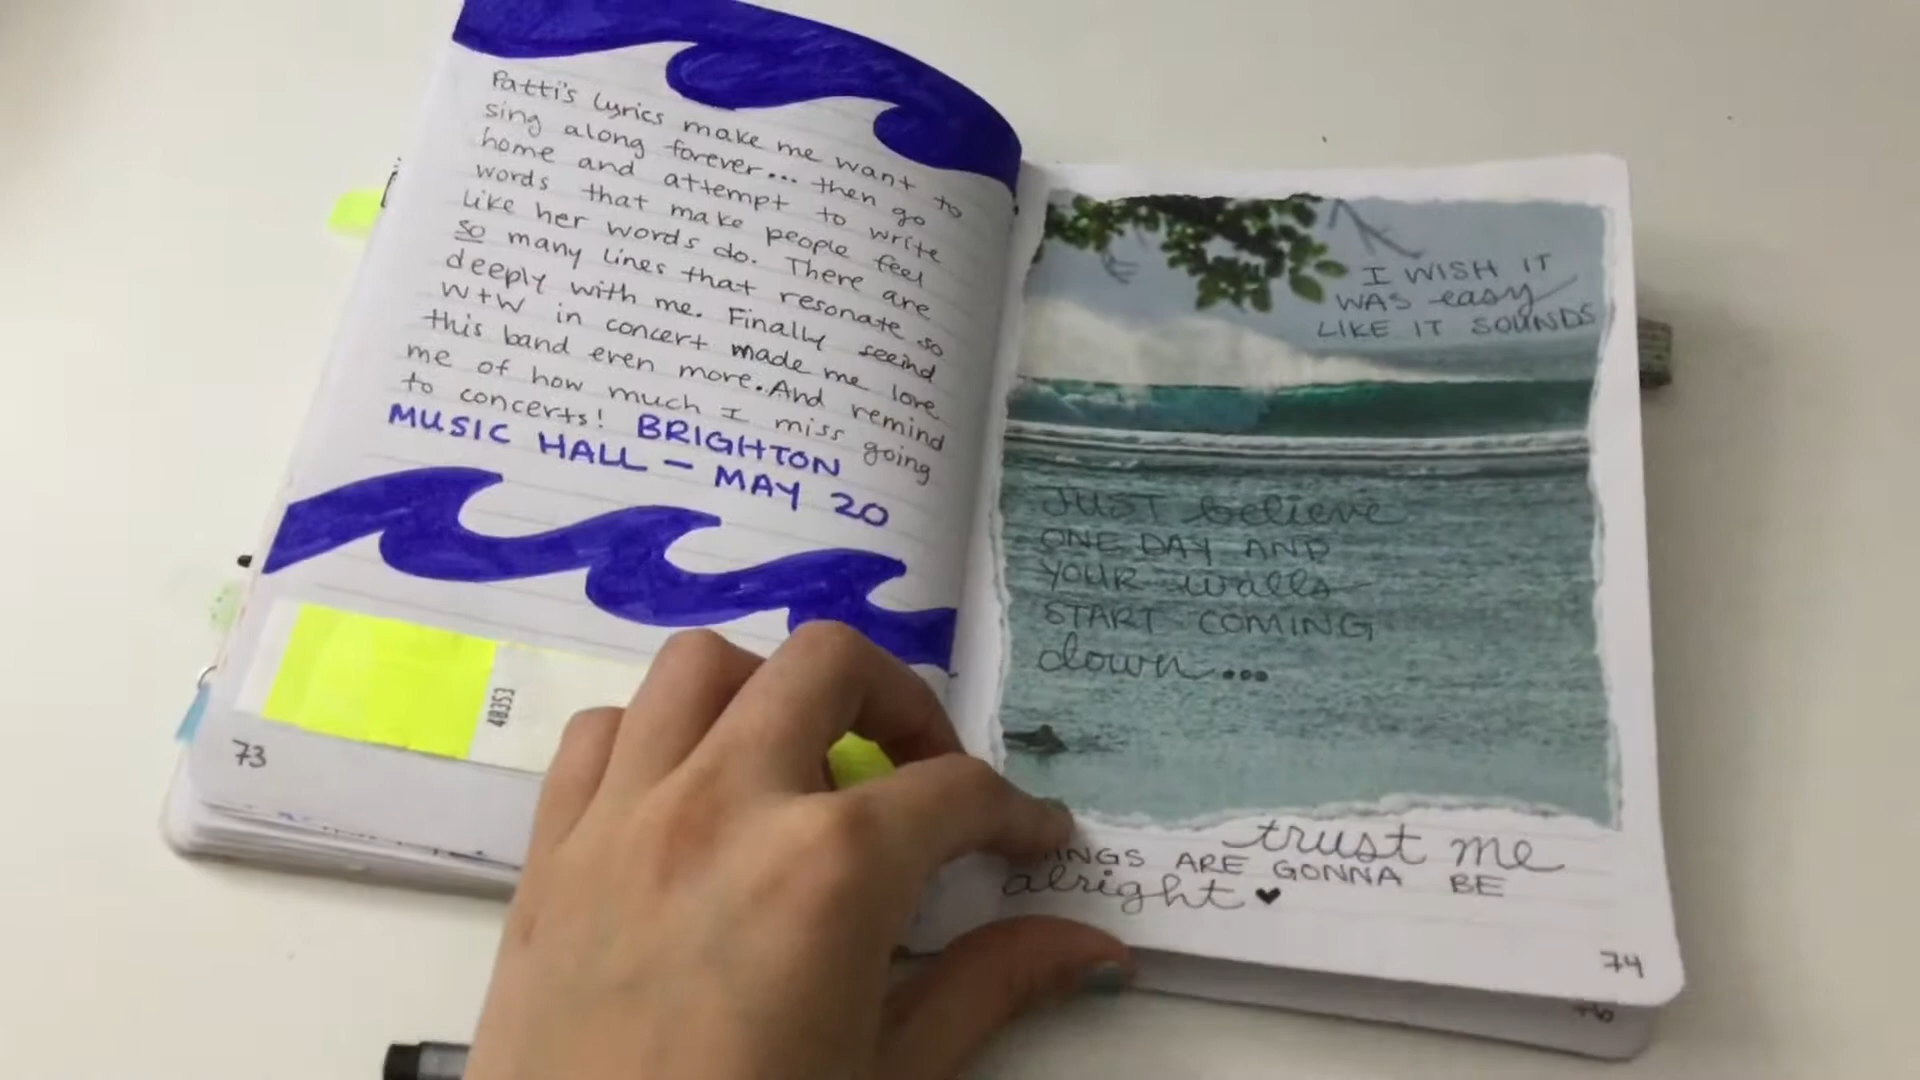 Patti's lyrics make me want to
sing along forever... then go
home and attempt to write
words that make people feel
like her words do. There are
so many lines that resonate so
deeply with me. Finally seeind
W+W in concert made me love
this band even more. And remind
me of how much I miss going
to concerts! BRIGHTON
MUSIC HALL - MAY 20
48353
73
I WISH IT
WAS easy
LIKE IT SOUNDS
JUST believe
ONE DAY AND
YOUR walls
START COMING
down...
trust me
INGS ARE GONNA BE
alright ♥
74
76